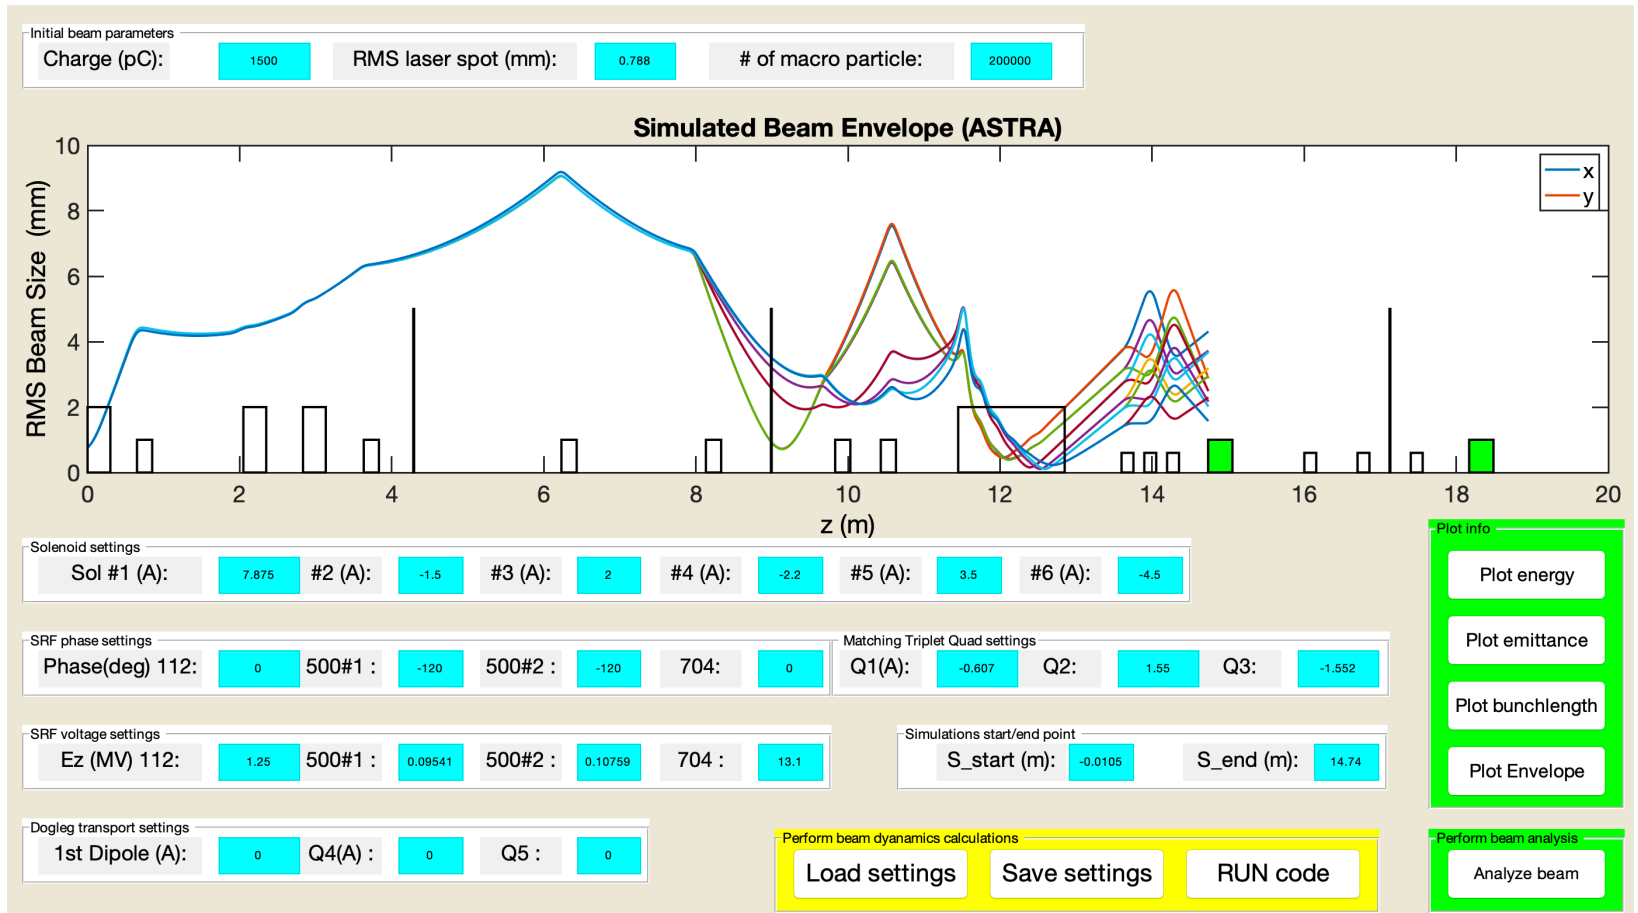 Initial beam parameters
Charge (pC): 1500 RMS laser spot (mm): 0.788 # of macro particle: 200000
Simulated Beam Envelope (ASTRA)
RMS Beam Size (mm)
10
8
6
4
2
0
x
y
0 2 4 6 8 10 12 14 16 18 20
z (m)
Solenoid settings
Sol #1 (A): 7.875 #2 (A): -1.5 #3 (A): 2 #4 (A): -2.2 #5 (A): 3.5 #6 (A): -4.5
SRF phase settings
Phase(deg) 112: 0 500#1 : -120 500#2 : -120 704: 0
Matching Triplet Quad settings
Q1(A): -0.607 Q2: 1.55 Q3: -1.552
SRF voltage settings
Ez (MV) 112: 1.25 500#1 : 0.09541 500#2 : 0.10759 704 : 13.1
Simulations start/end point
S_start (m): -0.0105 S_end (m): 14.74
Dogleg transport settings
1st Dipole (A): 0 Q4(A) : 0 Q5 : 0
Perform beam dyanamics calculations
Load settings Save settings RUN code
Plot info
Plot energy
Plot emittance
Plot bunchlength
Plot Envelope
Perform beam analysis
Analyze beam